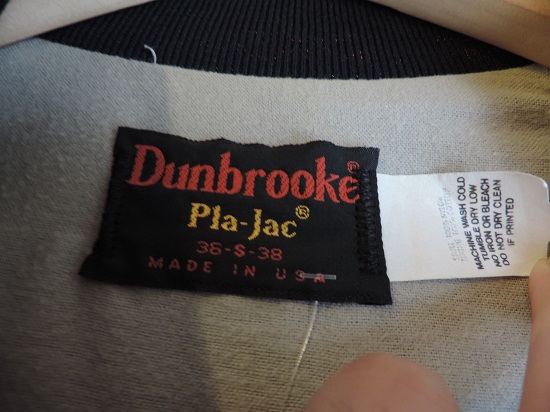 Dunbrooke®
Pla-Jac®
36-S-38
MADE IN USA
MACHINE WASH COLD
TUMBLE DRY LOW
NO IRON OR BLEACH
DO NOT DRY CLEAN
IF PRINTED